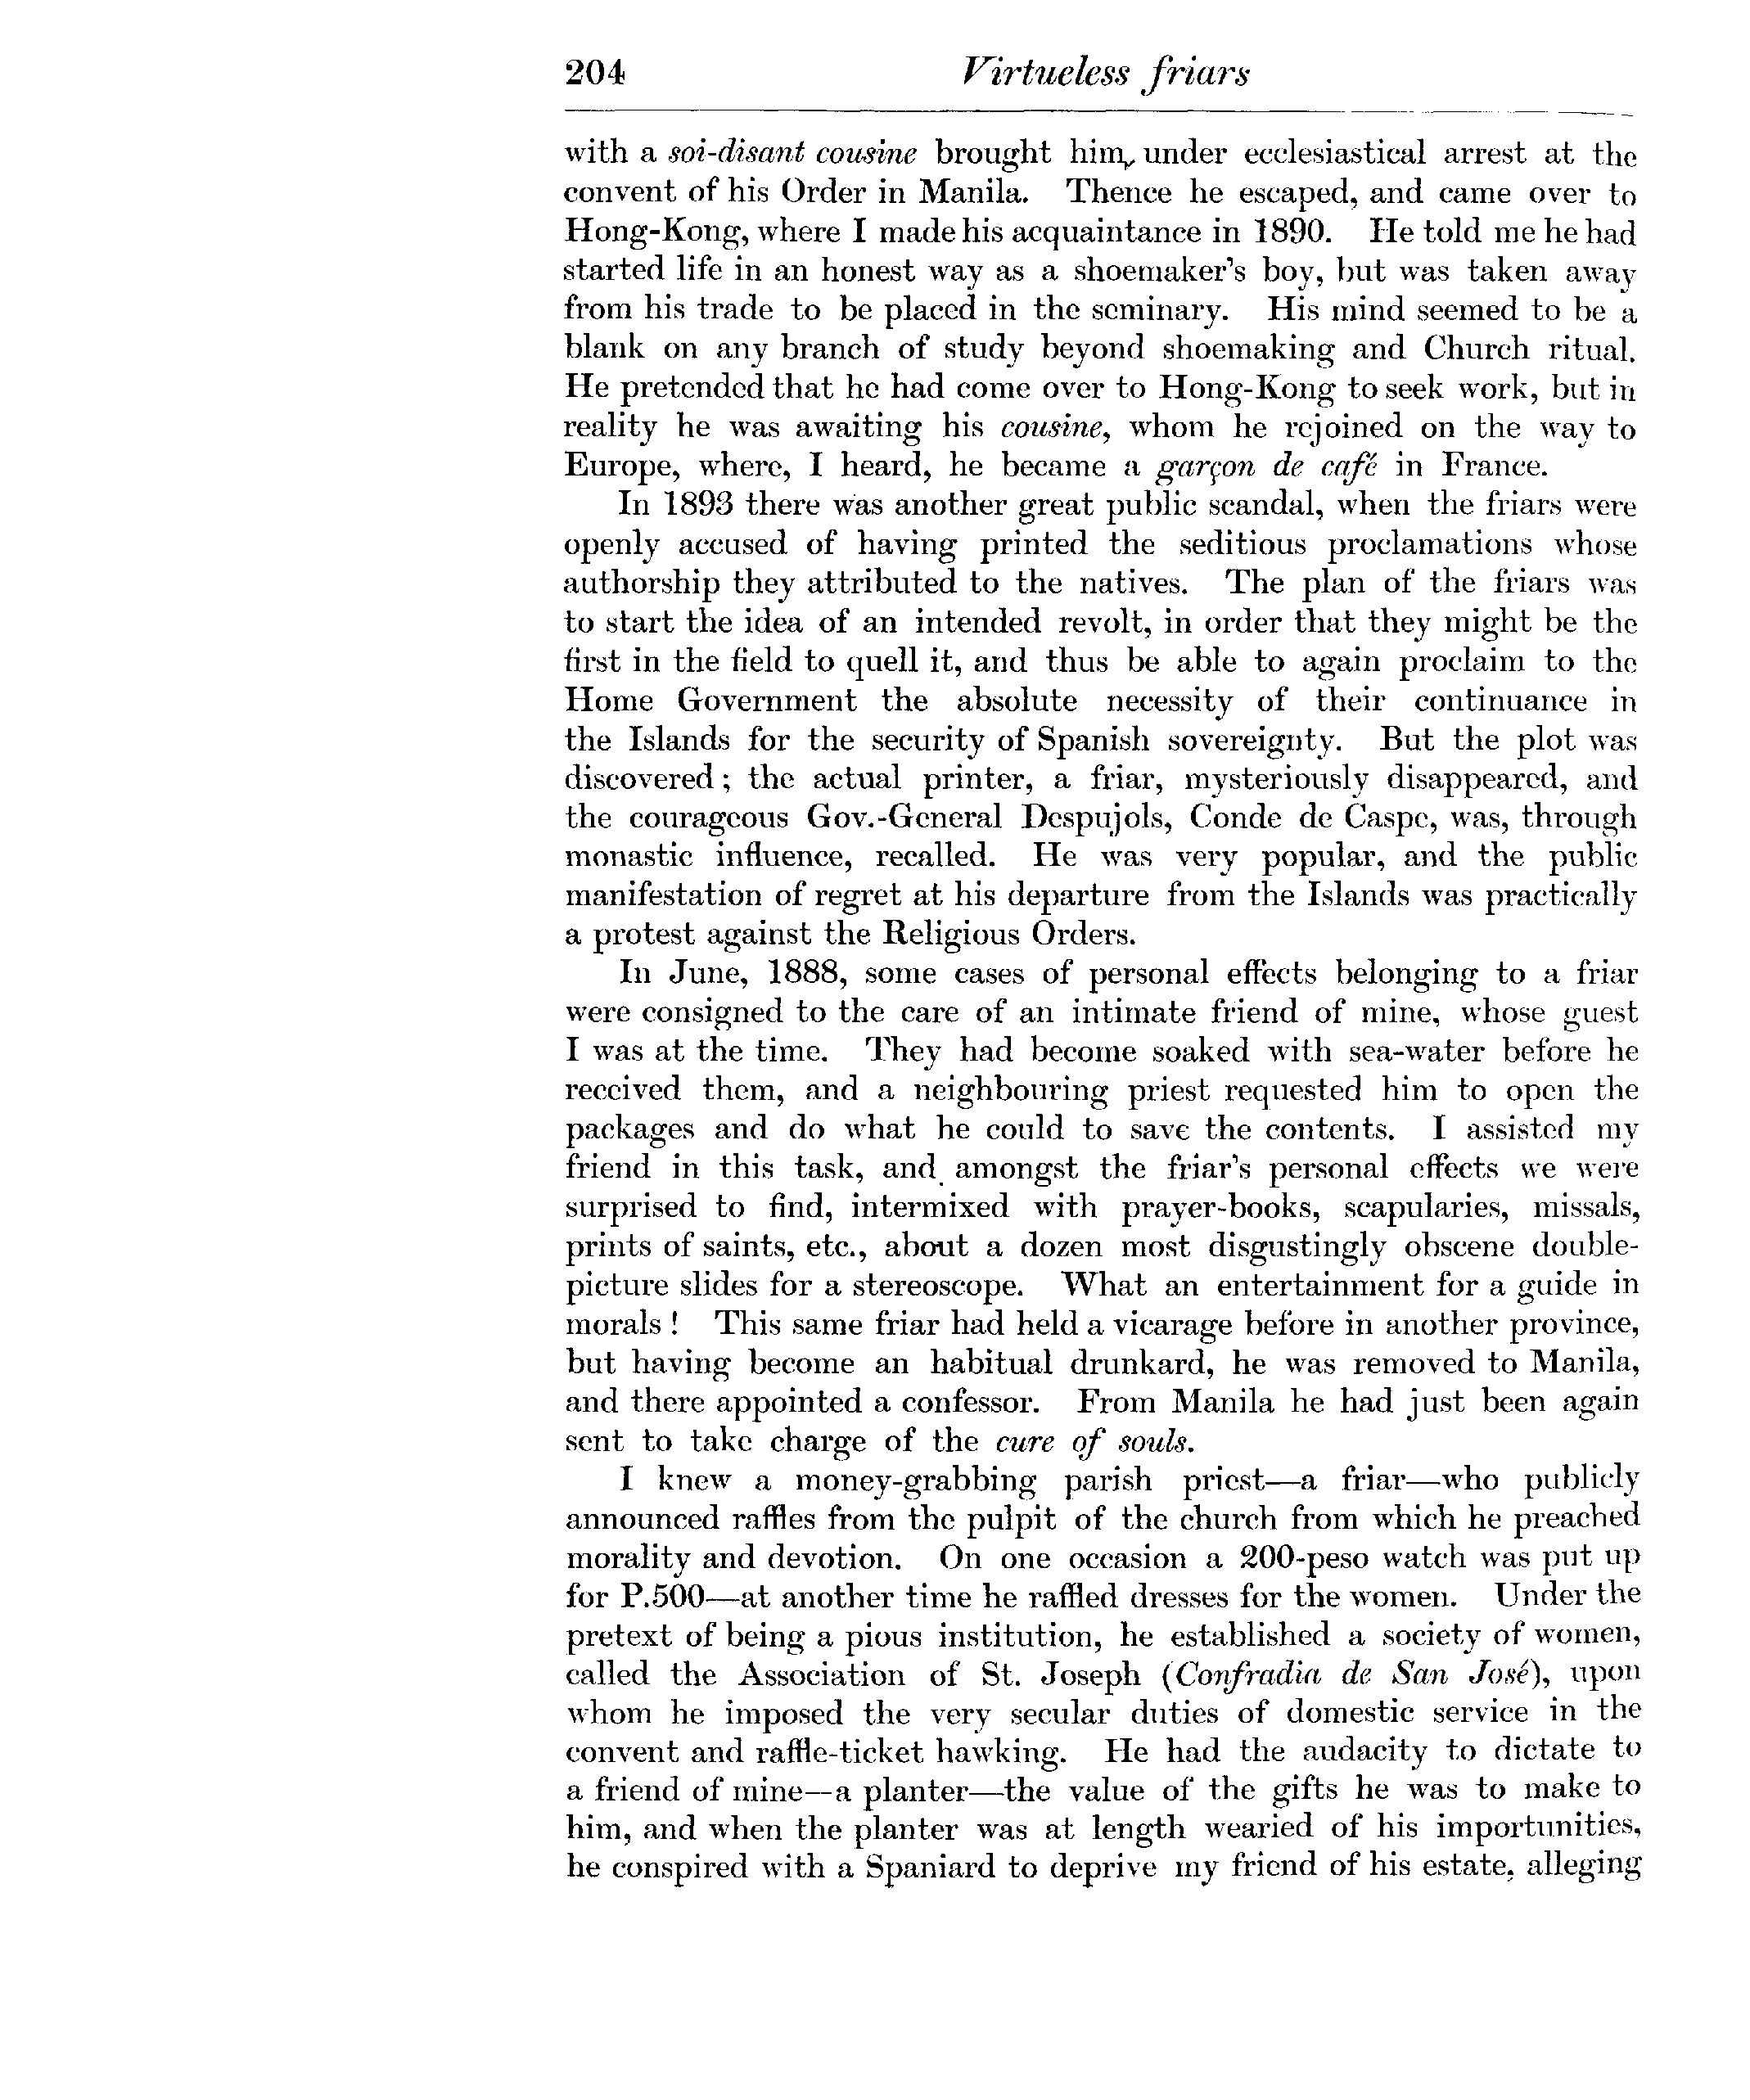 204 Virtueless friars
with a soi-disant cousine brought him under ecclesiastical arrest at the
convent of his Order in Manila. Thence he escaped, and came over to
Hong-Kong, where I made his acquaintance in 1890. He told me he had
started life in an honest way as a shoemaker's boy, but was taken away
from his trade to be placed in the seminary. His mind seemed to be a
blank on any branch of study beyond shoemaking and Church ritual.
He pretended that he had come over to Hong-Kong to seek work, but in
reality he was awaiting his cousine, whom he rejoined on the way to
Europe, where, I heard, he became a garçon de café in France.
In 1893 there was another great public scandal, when the friars were
openly accused of having printed the seditious proclamations whose
authorship they attributed to the natives. The plan of the friars was
to start the idea of an intended revolt, in order that they might be the
first in the field to quell it, and thus be able to again proclaim to the
Home Government the absolute necessity of their continuance in
the Islands for the security of Spanish sovereignty. But the plot was
discovered; the actual printer, a friar, mysteriously disappeared, and
the courageous Gov.-General Despujols, Conde de Caspe, was, through
monastic influence, recalled. He was very popular, and the public
manifestation of regret at his departure from the Islands was practically
a protest against the Religious Orders.
In June, 1888, some cases of personal effects belonging to a friar
were consigned to the care of an intimate friend of mine, whose guest
I was at the time. They had become soaked with sea-water before he
received them, and a neighbouring priest requested him to open the
packages and do what he could to save the contents. I assisted my
friend in this task, and amongst the friar's personal effects we were
surprised to find, intermixed with prayer-books, scapularies, missals,
prints of saints, etc., about a dozen most disgustingly obscene double-
picture slides for a stereoscope. What an entertainment for a guide in
morals! This same friar had held a vicarage before in another province,
but having become an habitual drunkard, he was removed to Manila,
and there appointed a confessor. From Manila he had just been again
sent to take charge of the cure of souls.
I knew a money-grabbing parish priest—a friar—who publicly
announced raffles from the pulpit of the church from which he preached
morality and devotion. On one occasion a 200-peso watch was put up
for P.500—at another time he raffled dresses for the women. Under the
pretext of being a pious institution, he established a society of women,
called the Association of St. Joseph (Confradia de San José), upon
whom he imposed the very secular duties of domestic service in the
convent and raffle-ticket hawking. He had the audacity to dictate to
a friend of mine—a planter—the value of the gifts he was to make to
him, and when the planter was at length wearied of his importunities,
he conspired with a Spaniard to deprive my friend of his estate, alleging